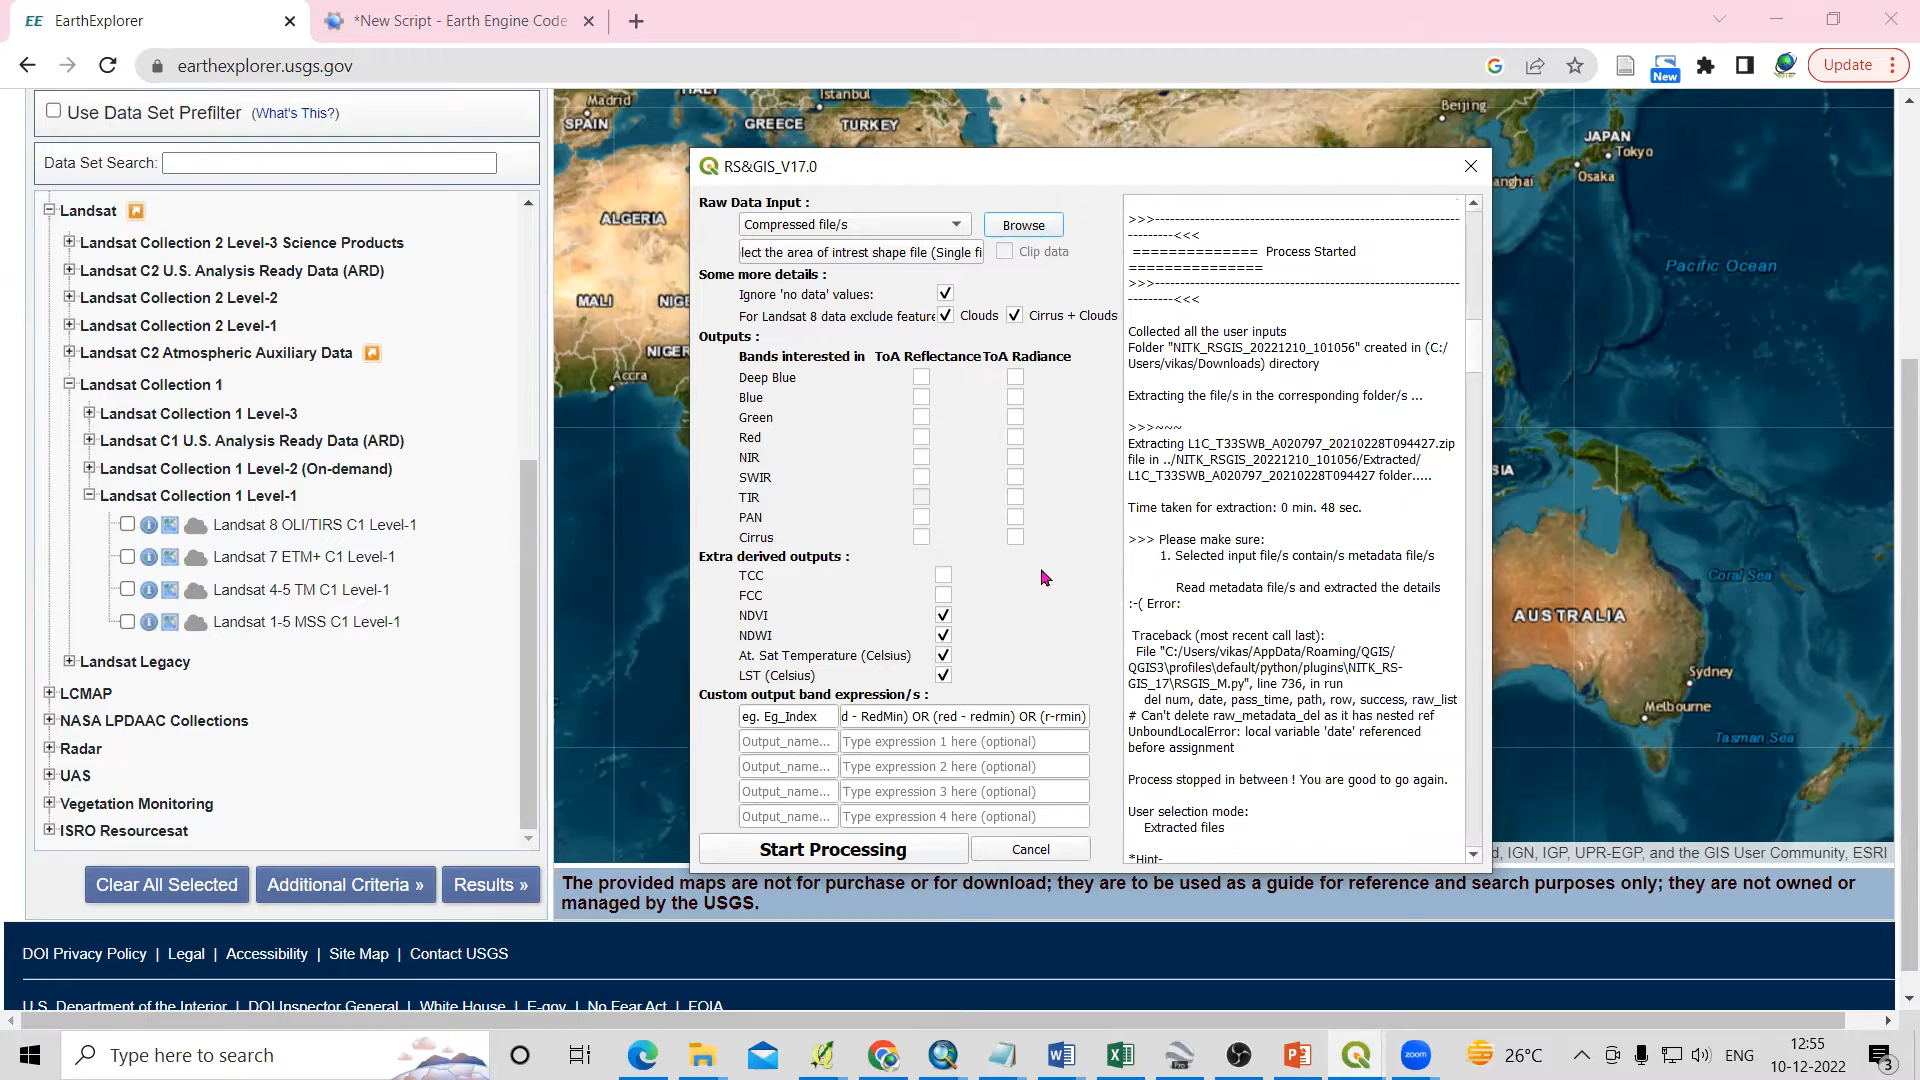 EE EarthExplorer
*New Script - Earth Engine Code
earthexplorer.usgs.gov
New
Update
Use Data Set Prefilter (What's This?)
Data Set Search:
Landsat
Landsat Collection 2 Level-3 Science Products
Landsat C2 U.S. Analysis Ready Data (ARD)
Landsat Collection 2 Level-2
Landsat Collection 2 Level-1
Landsat C2 Atmospheric Auxiliary Data
Landsat Collection 1
Landsat Collection 1 Level-3
Landsat C1 U.S. Analysis Ready Data (ARD)
Landsat Collection 1 Level-2 (On-demand)
Landsat Collection 1 Level-1
Landsat 8 OLI/TIRS C1 Level-1
Landsat 7 ETM+ C1 Level-1
Landsat 4-5 TM C1 Level-1
Landsat 1-5 MSS C1 Level-1
Landsat Legacy
LCMAP
NASA LPDAAC Collections
Radar
UAS
Vegetation Monitoring
ISRO Resourcesat
Clear All Selected
Additional Criteria »
Results »
Madrid
SPAIN
Istanbul
GREECE
TURKEY
ALGERIA
MALI
NIGER
Accra
Beijing
JAPAN
Tokyo
Osaka
Pacific Ocean
Coral Sea
AUSTRALIA
Sydney
Melbourne
Tasman Sea
RS&GIS_V17.0
Raw Data Input :
Compressed file/s
Browse
lect the area of intrest shape file (Single fi
Clip data
Some more details :
Ignore 'no data' values:
For Landsat 8 data exclude feature
Clouds
Cirrus + Clouds
Outputs :
Bands interested in ToA Reflectance ToA Radiance
Deep Blue
Blue
Green
Red
NIR
SWIR
TIR
PAN
Cirrus
Extra derived outputs :
TCC
FCC
NDVI
NDWI
At. Sat Temperature (Celsius)
LST (Celsius)
Custom output band expression/s :
eg. Eg_Index d - RedMin) OR (red - redmin) OR (r-rmin)
Output_name... Type expression 1 here (optional)
Output_name... Type expression 2 here (optional)
Output_name... Type expression 3 here (optional)
Output_name... Type expression 4 here (optional)
Start Processing
Cancel
>>>------------------------------------------------------------
---------<<<
============== Process Started
===============
>>>------------------------------------------------------------
---------<<<
Collected all the user inputs
Folder "NITK_RSGIS_20221210_101056" created in (C:/
Users/vikas/Downloads) directory
Extracting the file/s in the corresponding folder/s ...
>>>~~~
Extracting L1C_T33SWB_A020797_20210228T094427.zip
file in ../NITK_RSGIS_20221210_101056/Extracted/
L1C_T33SWB_A020797_20210228T094427 folder.....
Time taken for extraction: 0 min. 48 sec.
>>> Please make sure:
1. Selected input file/s contain/s metadata file/s
Read metadata file/s and extracted the details
:-( Error:
Traceback (most recent call last):
File "C:/Users/vikas/AppData/Roaming/QGIS/
QGIS3\profiles\default/python/plugins\NITK_RS-
GIS_17\RSGIS_M.py", line 736, in run
del num, date, pass_time, path, row, success, raw_list
# Can't delete raw_metadata_del as it has nested ref
UnboundLocalError: local variable 'date' referenced
before assignment
Process stopped in between ! You are good to go again.
User selection mode:
Extracted files
*Hint-
, IGN, IGP, UPR-EGP, and the GIS User Community, ESRI
The provided maps are not for purchase or for download; they are to be used as a guide for reference and search purposes only; they are not owned or
managed by the USGS.
DOI Privacy Policy | Legal | Accessibility | Site Map | Contact USGS
U.S. Department of the Interior | DOI Inspector General | White House | E-gov | No Fear Act | FOIA
Type here to search
Pro
zoom
26°C
ENG
12:55
10-12-2022
3